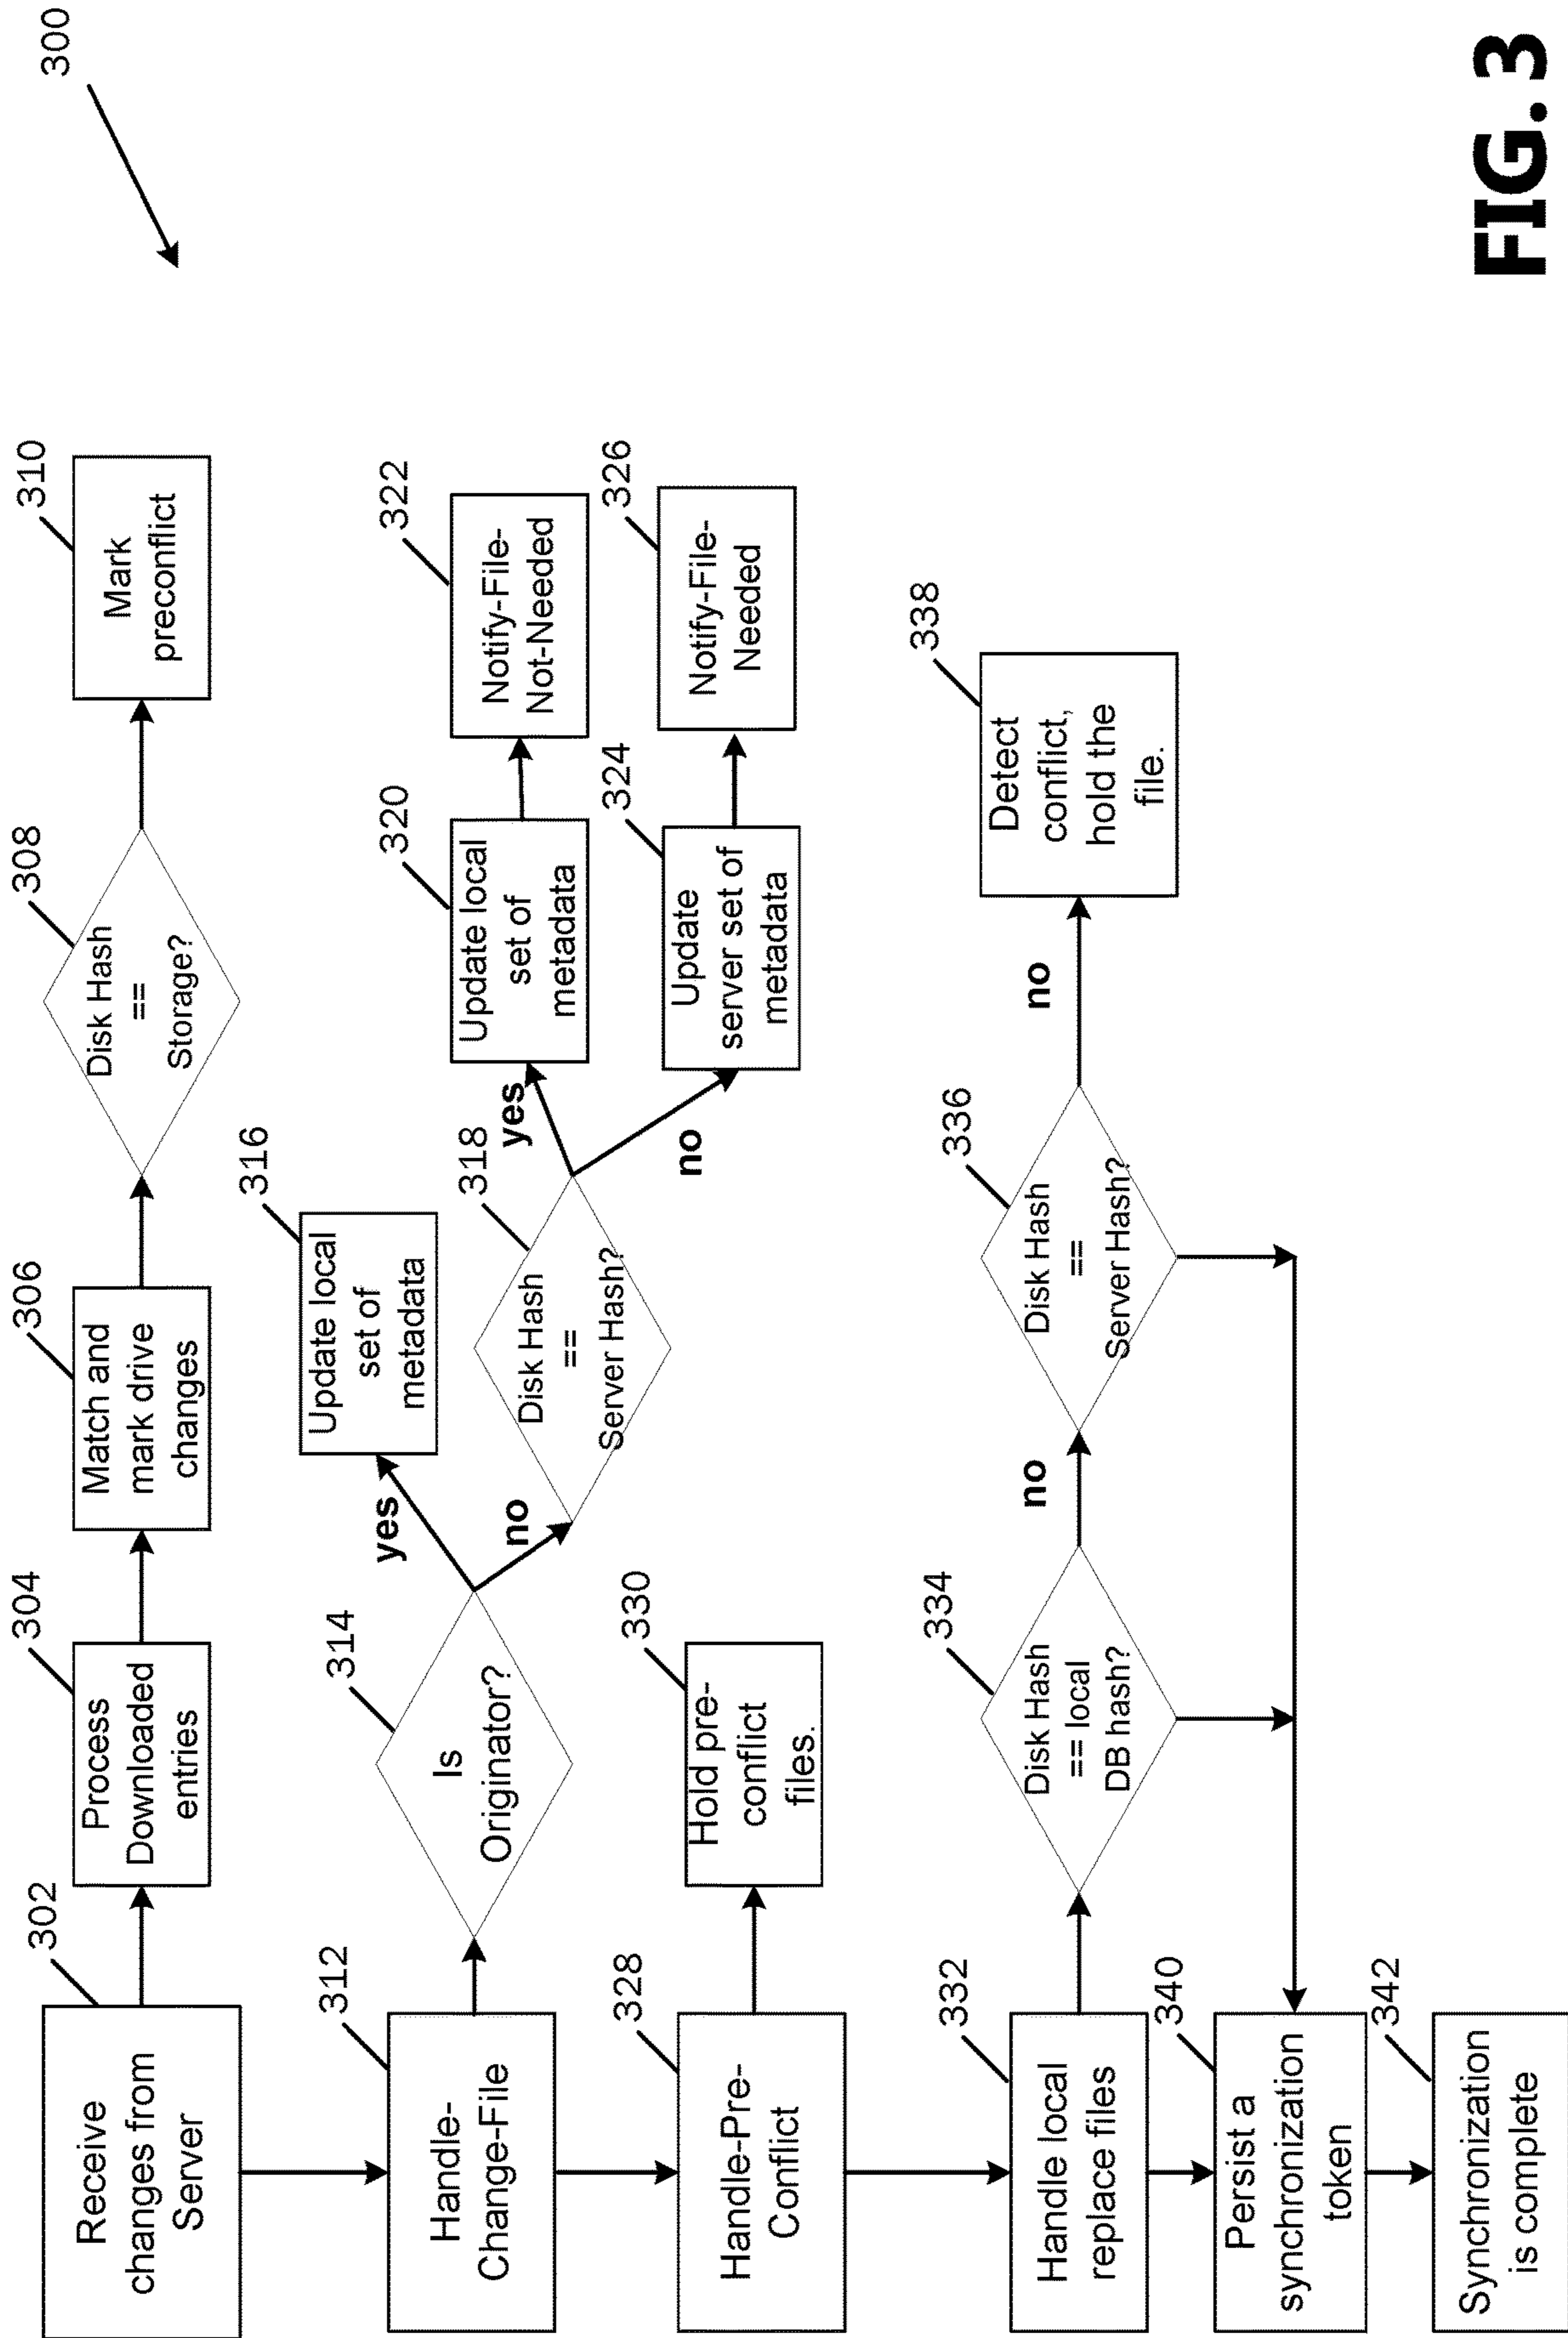 300
302
Receive
changes from
Server
304
Process
Downloaded
entries
306
Match and
mark drive
changes
308
Disk Hash
==
Storage?
310
Mark
preconflict
312
Handle-
Change-File
314
Is
Originator?
yes
no
316
Update local
set of
metadata
318
Disk Hash
==
Server Hash?
yes
no
320
Update local
set of
metadata
322
Notify-File-
Not-Needed
324
Update
server set of
metadata
326
Notify-File-
Needed
328
Handle-Pre-
Conflict
330
Hold pre-
conflict
files.
332
Handle local
replace files
334
Disk Hash
== local
DB hash?
no
336
Disk Hash
==
Server Hash?
no
338
Detect
conflict,
hold the
file.
340
Persist a
synchronization
token
342
Synchronization
is complete
FIG. 3